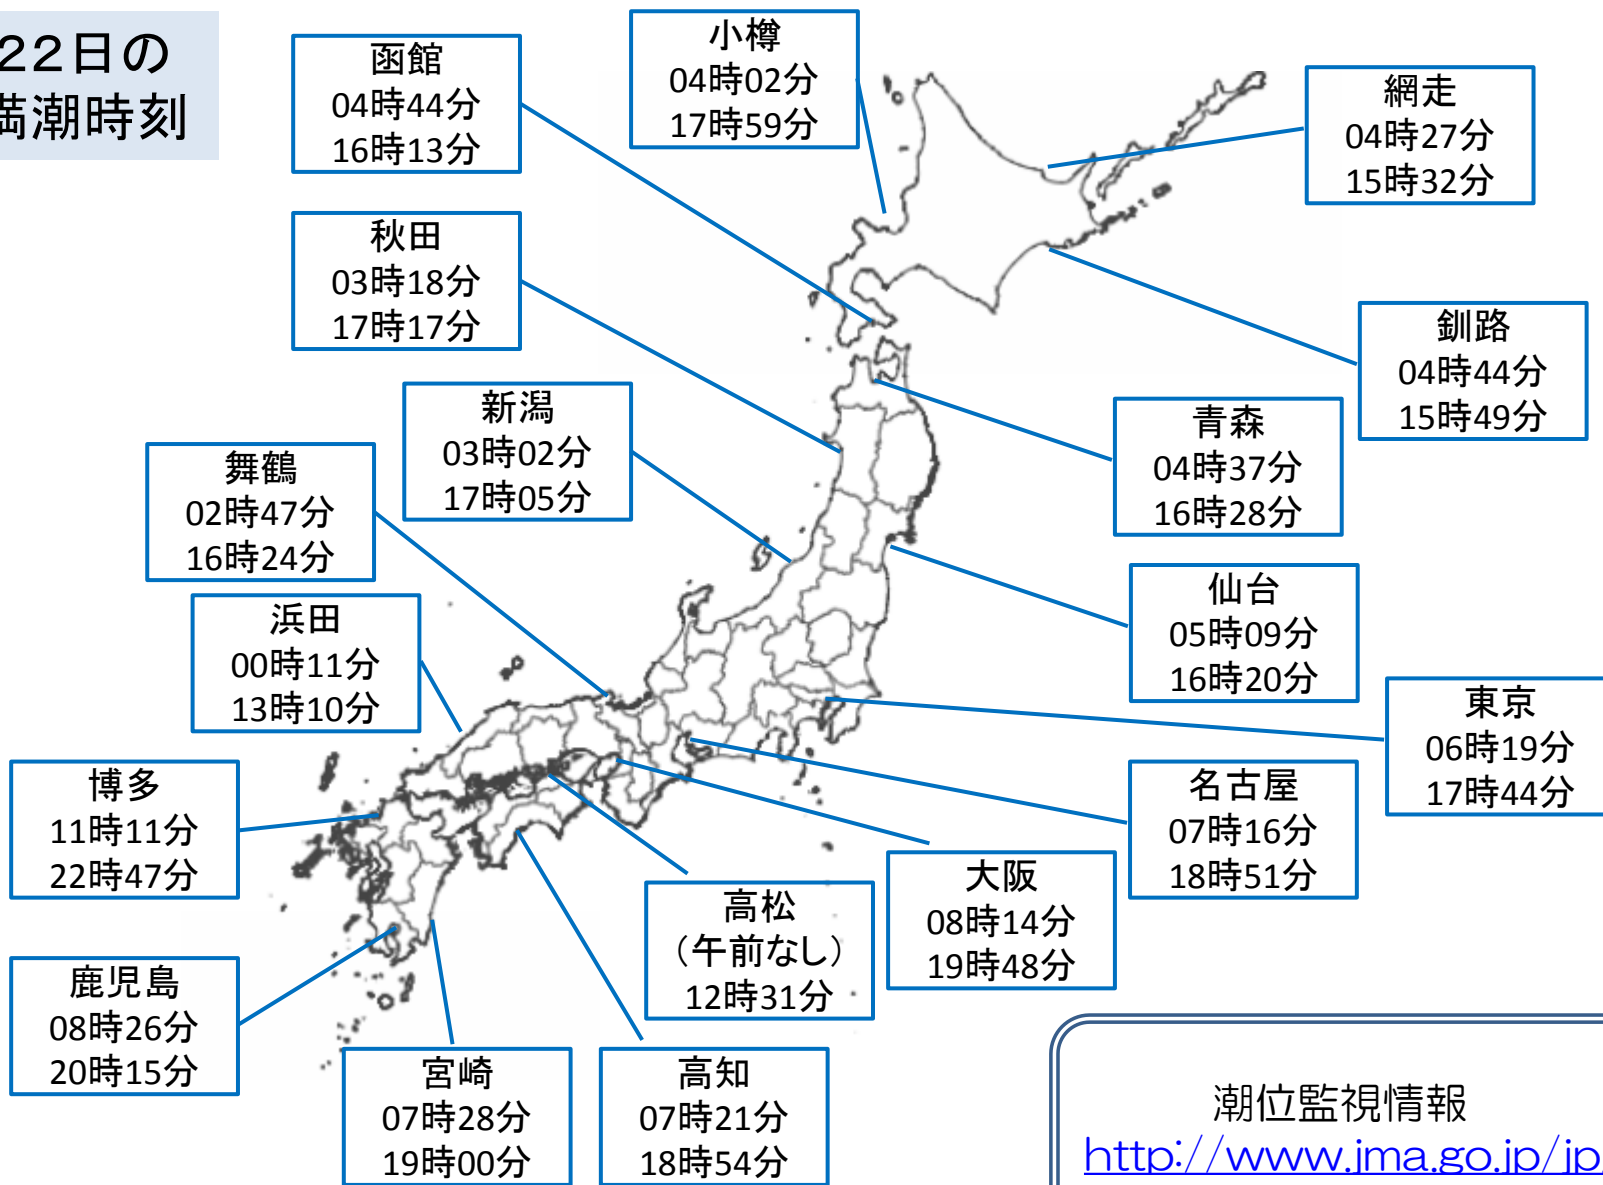 22日の
満潮時刻
函館
04時44分
16時13分
小樽
04時02分
17時59分
網走
04時27分
15時32分
秋田
03時18分
17時17分
釧路
04時44分
15時49分
新潟
03時02分
17時05分
青森
04時37分
16時28分
舞鶴
02時47分
16時24分
仙台
05時09分
16時20分
浜田
00時11分
13時10分
東京
06時19分
17時44分
博多
11時11分
22時47分
名古屋
07時16分
18時51分
大阪
08時14分
19時48分
高松
（午前なし）
12時31分
鹿児島
08時26分
20時15分
宮崎
07時28分
19時00分
高知
07時21分
18時54分
潮位監視情報
http://www.jma.go.jp/jp/